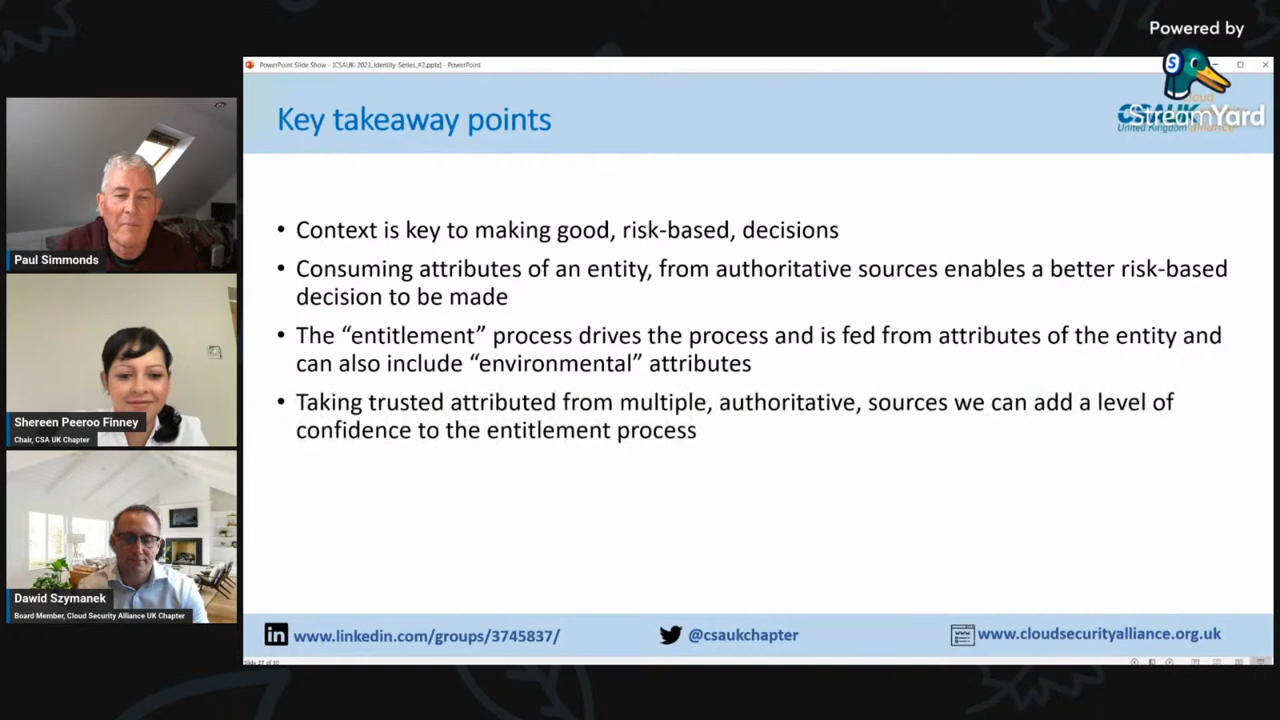 Powered by
StreamYard
PowerPoint Slide Show - [CSAUK-2023_Identity-Series_#2.pptx] - PowerPoint
Key takeaway points
CSAUK
United Kingdom
• Context is key to making good, risk-based, decisions
• Consuming attributes of an entity, from authoritative sources enables a better risk-based
decision to be made
• The “entitlement” process drives the process and is fed from attributes of the entity and
can also include “environmental” attributes
• Taking trusted attributed from multiple, authoritative, sources we can add a level of
confidence to the entitlement process
Paul Simmonds
Shereen Peeroo Finney
Chair, CSA UK Chapter
Dawid Szymanek
Board Member, Cloud Security Alliance UK Chapter
www.linkedin.com/groups/3745837/
@csaukchapter
www.cloudsecurityalliance.org.uk